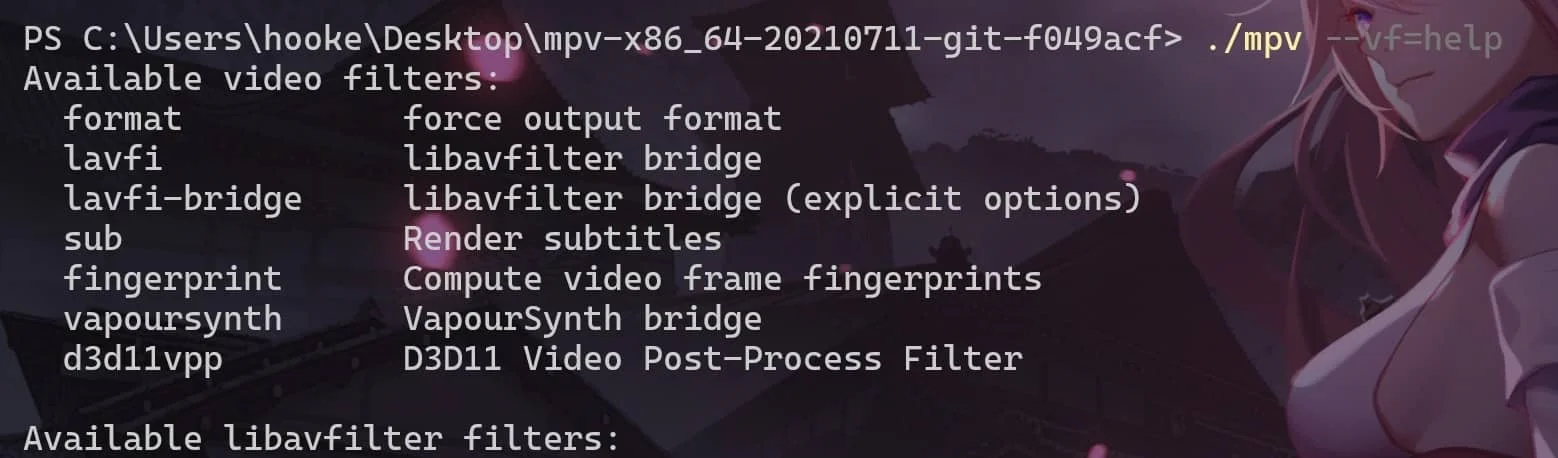 PS C:\Users\hooke\Desktop\mpv-x86_64-20210711-git-f049acf> ./mpv --vf=help
Available video filters:
  format           force output format
  lavfi            libavfilter bridge
  lavfi-bridge     libavfilter bridge (explicit options)
  sub              Render subtitles
  fingerprint      Compute video frame fingerprints
  vapoursynth      VapourSynth bridge
  d3d11vpp         D3D11 Video Post-Process Filter

Available libavfilter filters: